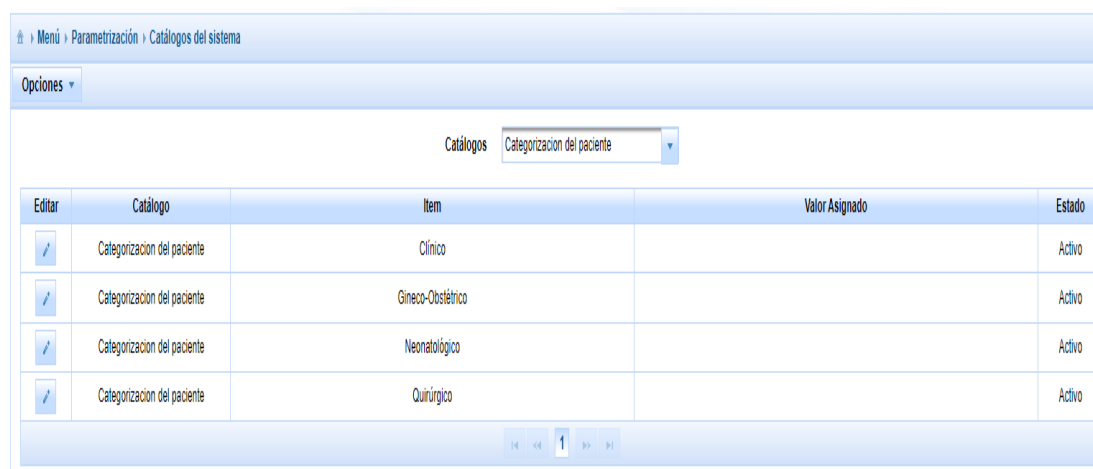 Menú Parametrización Catálogos del sistema
Opciones
Catálogos Categorizacion del paciente
Editar Catálogo Item Valor Asignado Estado
Categorizacion del paciente Clínico Activo
Categorizacion del paciente Gineco-Obstétrico Activo
Categorizacion del paciente Neonatológico Activo
Categorizacion del paciente Quirúrgico Activo
1